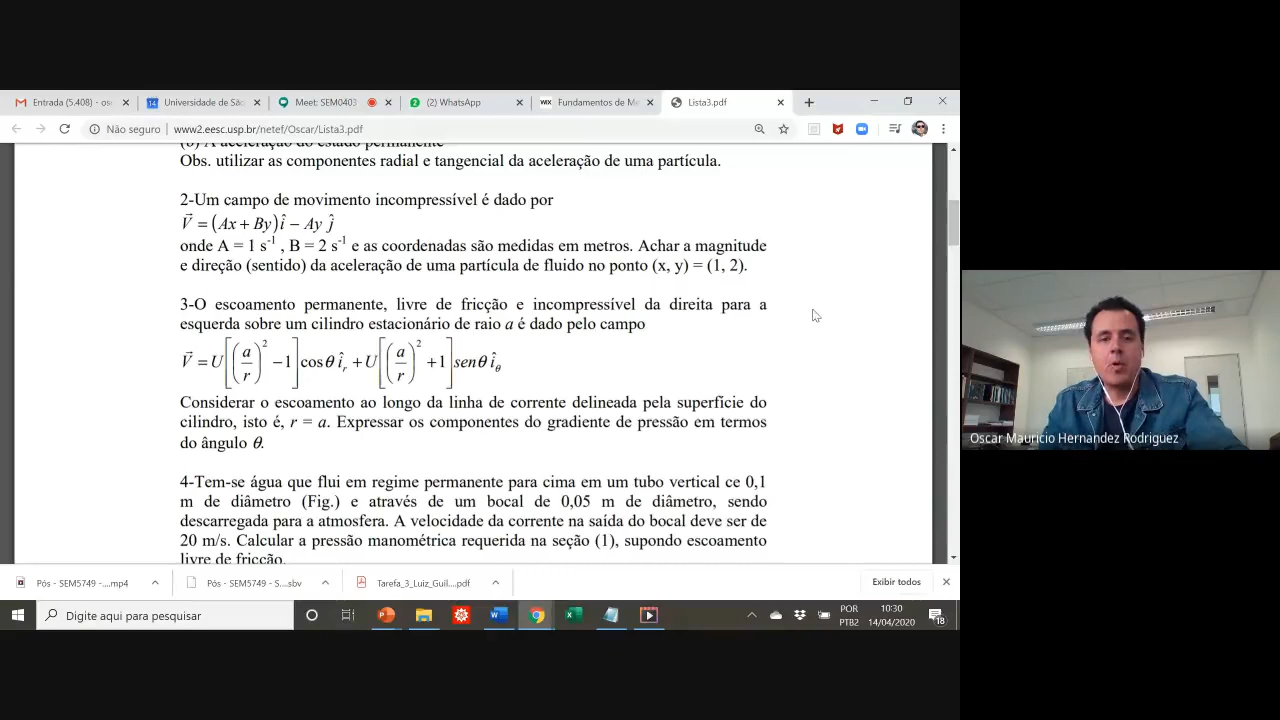 Entrada (5.408) - os
Universidade de Sã
Meet: SEM0403
(2) WhatsApp
WIX Fundamentos de Me
Lista3.pdf
Não seguro | www2.eesc.usp.br/netef/Oscar/Lista3.pdf
(b) A aceleração do estado permanente
Obs. utilizar as componentes radial e tangencial da aceleração de uma partícula.
2-Um campo de movimento incompressível é dado por
V⃗ = (Ax + By) î − Ay ĵ
onde A = 1 s⁻¹ , B = 2 s⁻¹ e as coordenadas são medidas em metros. Achar a magnitude
e direção (sentido) da aceleração de uma partícula de fluido no ponto (x, y) = (1, 2).
3-O escoamento permanente, livre de fricção e incompressível da direita para a
esquerda sobre um cilindro estacionário de raio a é dado pelo campo
V⃗ = U[(a/r)² − 1] cosθ î_r + U[(a/r)² + 1] senθ î_θ
Considerar o escoamento ao longo da linha de corrente delineada pela superfície do
cilindro, isto é, r = a. Expressar os componentes do gradiente de pressão em termos
do ângulo θ.
4-Tem-se água que flui em regime permanente para cima em um tubo vertical ce 0,1
m de diâmetro (Fig.) e através de um bocal de 0,05 m de diâmetro, sendo
descarregada para a atmosfera. A velocidade da corrente na saída do bocal deve ser de
20 m/s. Calcular a pressão manométrica requerida na seção (1), supondo escoamento
livre de fricção.
Oscar Mauricio Hernandez Rodriguez
Pós - SEM5749 -....mp4
Pós - SEM5749 - S....sbv
Tarefa_3_Luiz_Guil....pdf
Exibir todos
Digite aqui para pesquisar
POR
PTB2
10:30
14/04/2020
18